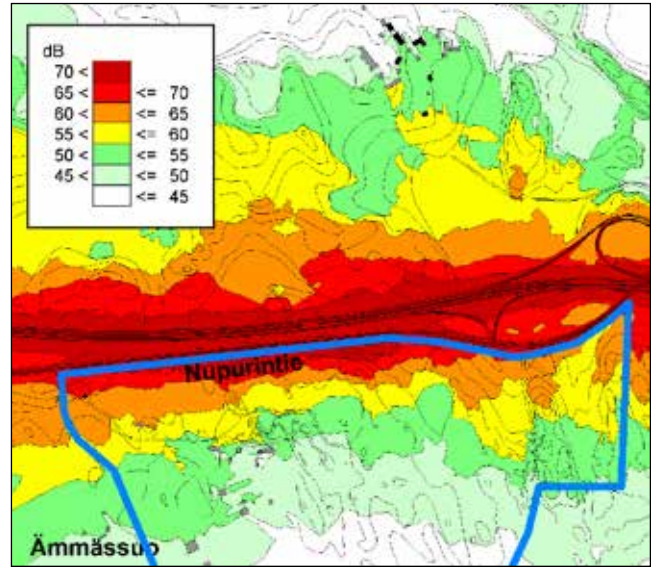 dB
70 <
65 < <= 70
60 < <= 65
55 < <= 60
50 < <= 55
45 < <= 50
<= 45
Nupurintie
Ämmässuo